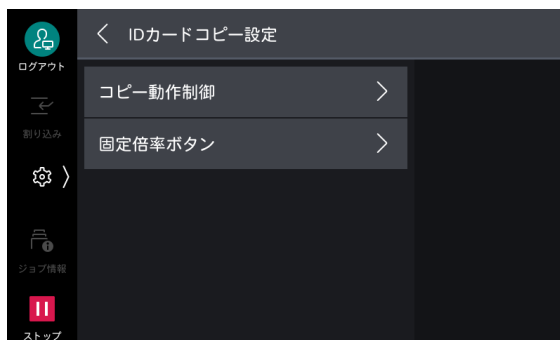 IDカードコピー設定
ログアウト
コピー動作制御
割り込み
固定倍率ボタン
ジョブ情報
ストップ